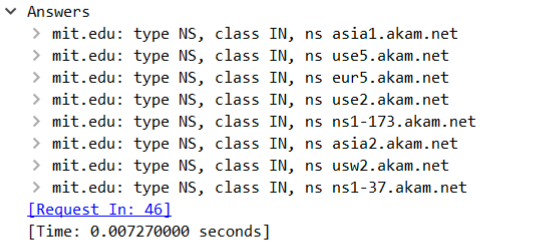 Answers
mit.edu: type NS, class IN, ns asia1.akam.net
mit.edu: type NS, class IN, ns use5.akam.net
mit.edu: type NS, class IN, ns eur5.akam.net
mit.edu: type NS, class IN, ns use2.akam.net
mit.edu: type NS, class IN, ns ns1-173.akam.net
mit.edu: type NS, class IN, ns asia2.akam.net
mit.edu: type NS, class IN, ns usw2.akam.net
mit.edu: type NS, class IN, ns ns1-37.akam.net
[Request In: 46]
[Time: 0.007270000 seconds]